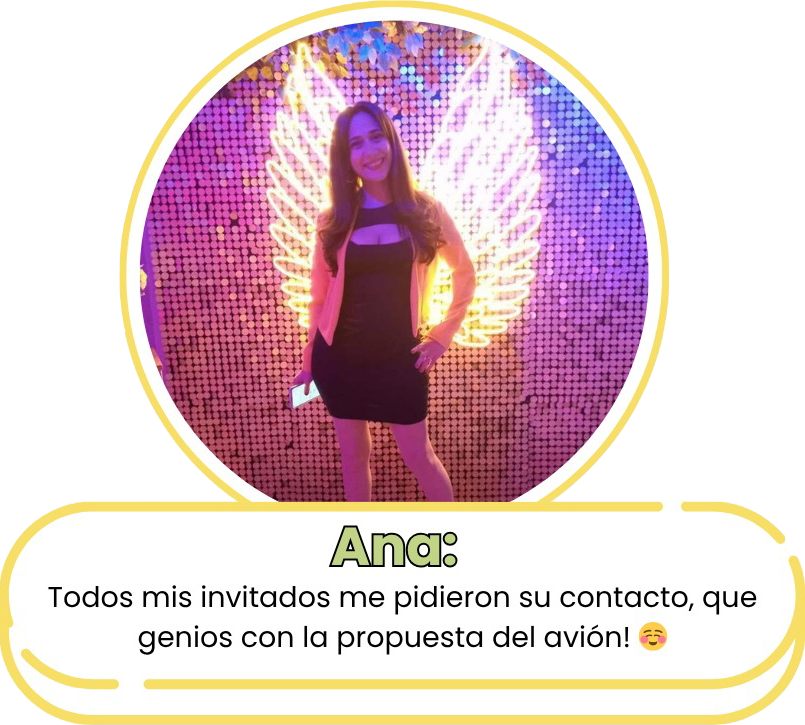 Ana:
Todos mis invitados me pidieron su contacto, que
genios con la propuesta del avión! ☺️